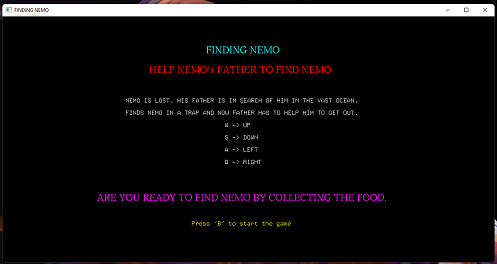 FINDING NEMO
FINDING NEMO
HELP NEMO's FATHER TO FIND NEMO
NEMO IS LOST, HIS FATHER IS IN SEARCH OF HIM IN THE VAST OCEAN.
FINDS NEMO IN A TRAP AND NOW FATHER HAS TO HELP HIM TO GET OUT.
W -> UP
S -> DOWN
A -> LEFT
D -> RIGHT
ARE YOU READY TO FIND NEMO BY COLLECTING THE FOOD.
Press 'B' to start the game